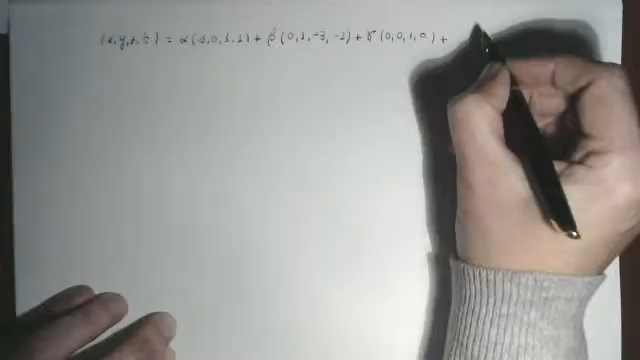 (x, y, z, t) = α(1,0,1,1) + β(0,1,-3,-2) + γ(0,0,1,0) +